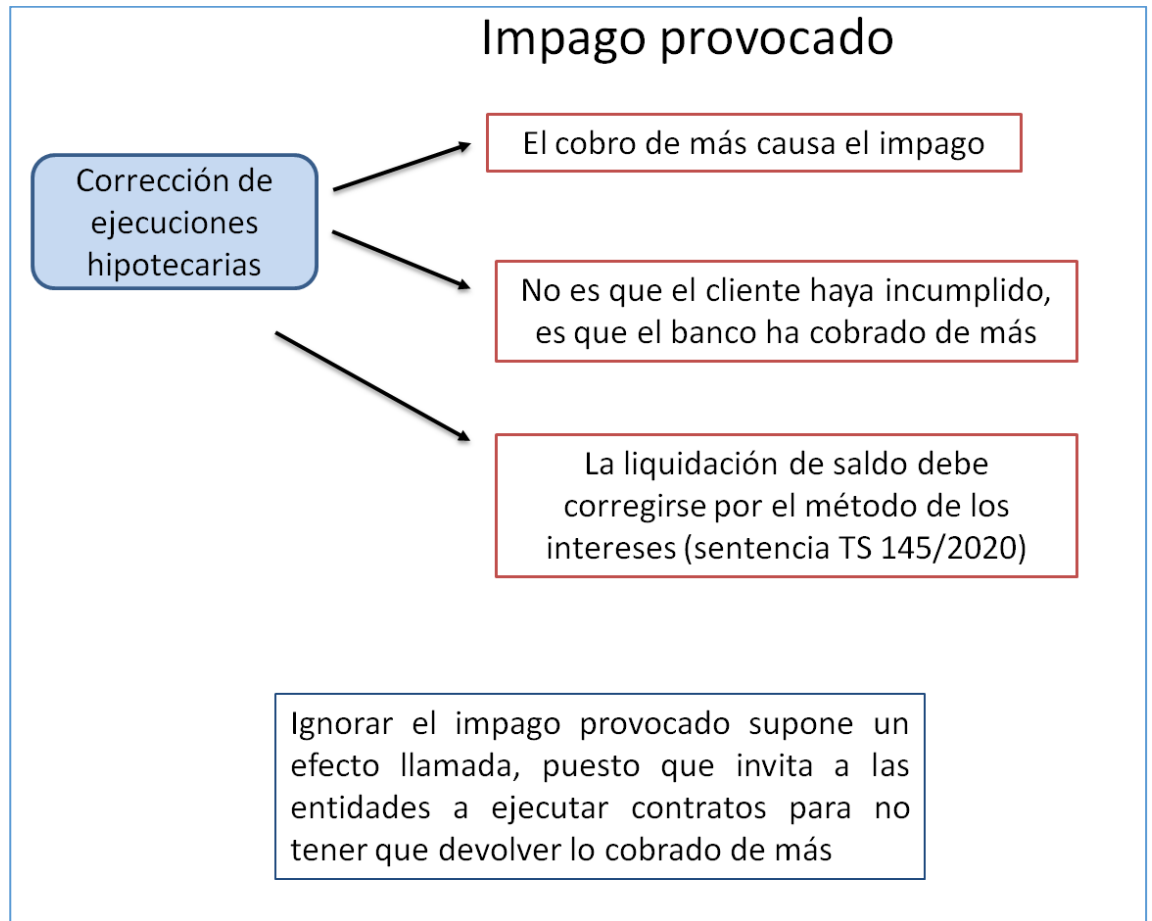 Impago provocado
Corrección de
ejecuciones
hipotecarias
El cobro de más causa el impago
No es que el cliente haya incumplido,
es que el banco ha cobrado de más
La liquidación de saldo debe
corregirse por el método de los
intereses (sentencia TS 145/2020)
Ignorar el impago provocado supone un
efecto llamada, puesto que invita a las
entidades a ejecutar contratos para no
tener que devolver lo cobrado de más